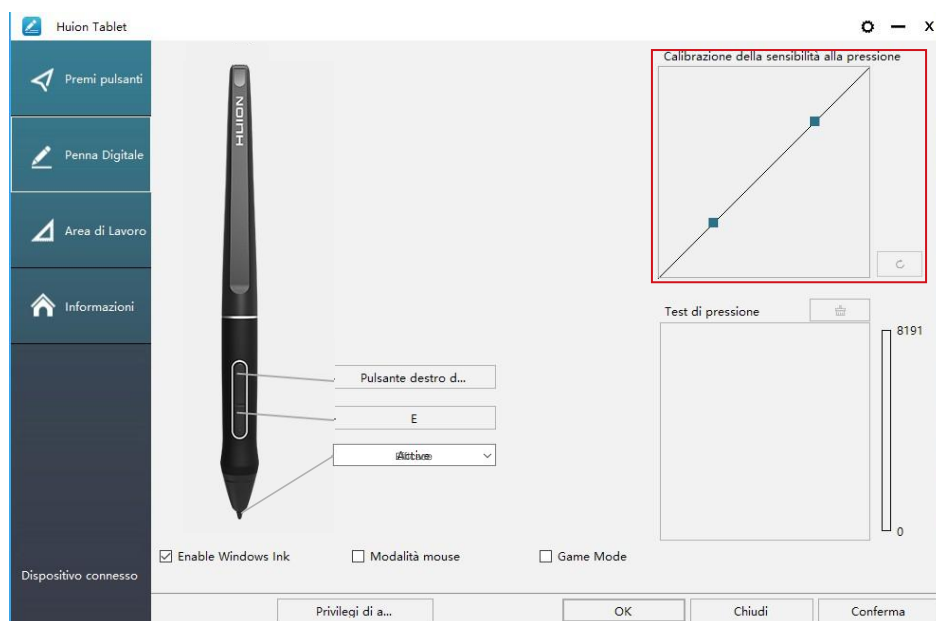 Huion Tablet
Premi pulsanti
Penna Digitale
Area di Lavoro
Informazioni
Dispositivo connesso
HUION
Pulsante destro d...
E
Enable Windows Ink
Modalità mouse
Game Mode
Calibrazione della sensibilità alla pressione
Test di pressione
8191
0
Privilegi di a...
OK
Chiudi
Conferma